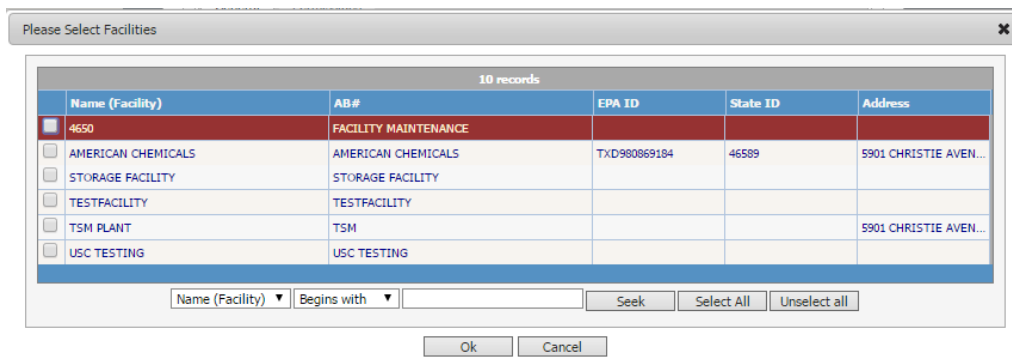 Please Select Facilities
10 records
Name (Facility) AB# EPA ID State ID Address
4650 FACILITY MAINTENANCE
AMERICAN CHEMICALS AMERICAN CHEMICALS TXD980869184 46589 5901 CHRISTIE AVEN...
STORAGE FACILITY STORAGE FACILITY
TESTFACILITY TESTFACILITY
TSM PLANT TSM 5901 CHRISTIE AVEN...
USC TESTING USC TESTING
Name (Facility) Begins with Seek Select All Unselect all
Ok Cancel